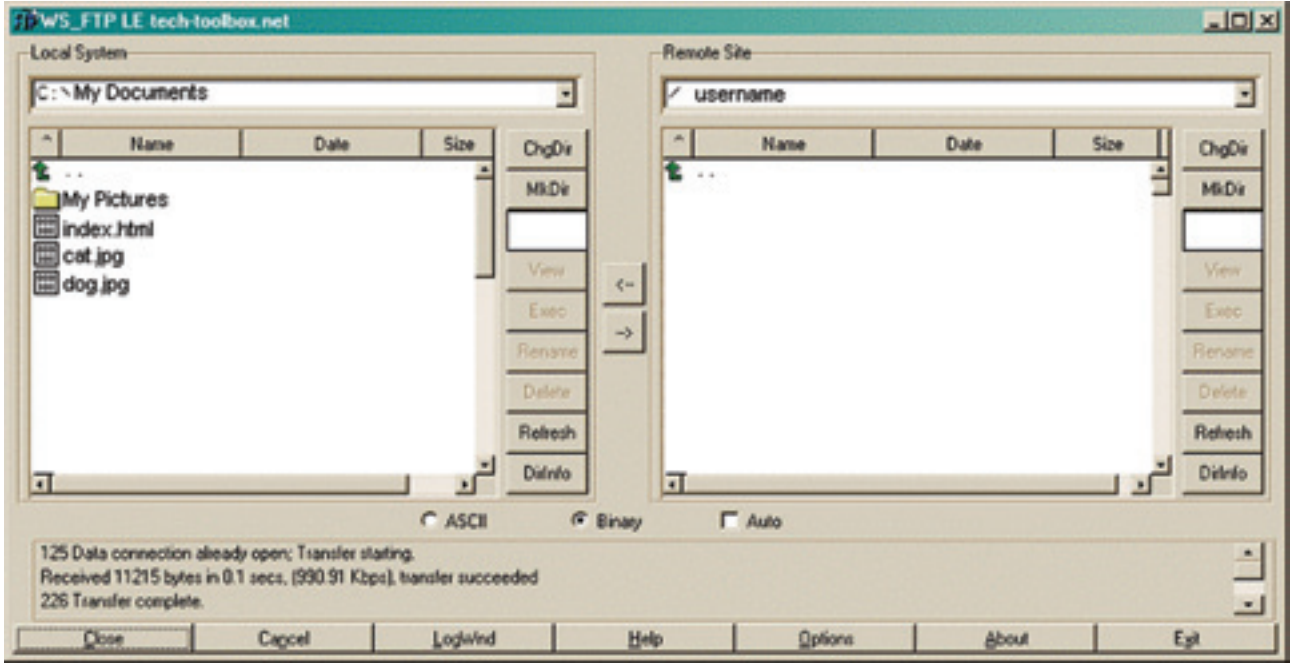 WS_FTP LE tech-toolbox.net
Local System
Remote Site
C:\My Documents
/ username
^ Name Date Size
^ Name Date Size
ChgDir
ChgDir
..
..
MkDir
MkDir
My Pictures
index.html
cat.jpg
View
View
dog.jpg
<--
Exec
Exec
-->
Rename
Rename
Delete
Delete
Refresh
Refresh
DirInfo
DirInfo
ASCII Binary Auto
125 Data connection already open; Transfer starting.
Received 11215 bytes in 0.1 secs, (990.91 Kbps), transfer succeeded
226 Transfer complete.
Close Cancel LogWnd Help Options About Exit